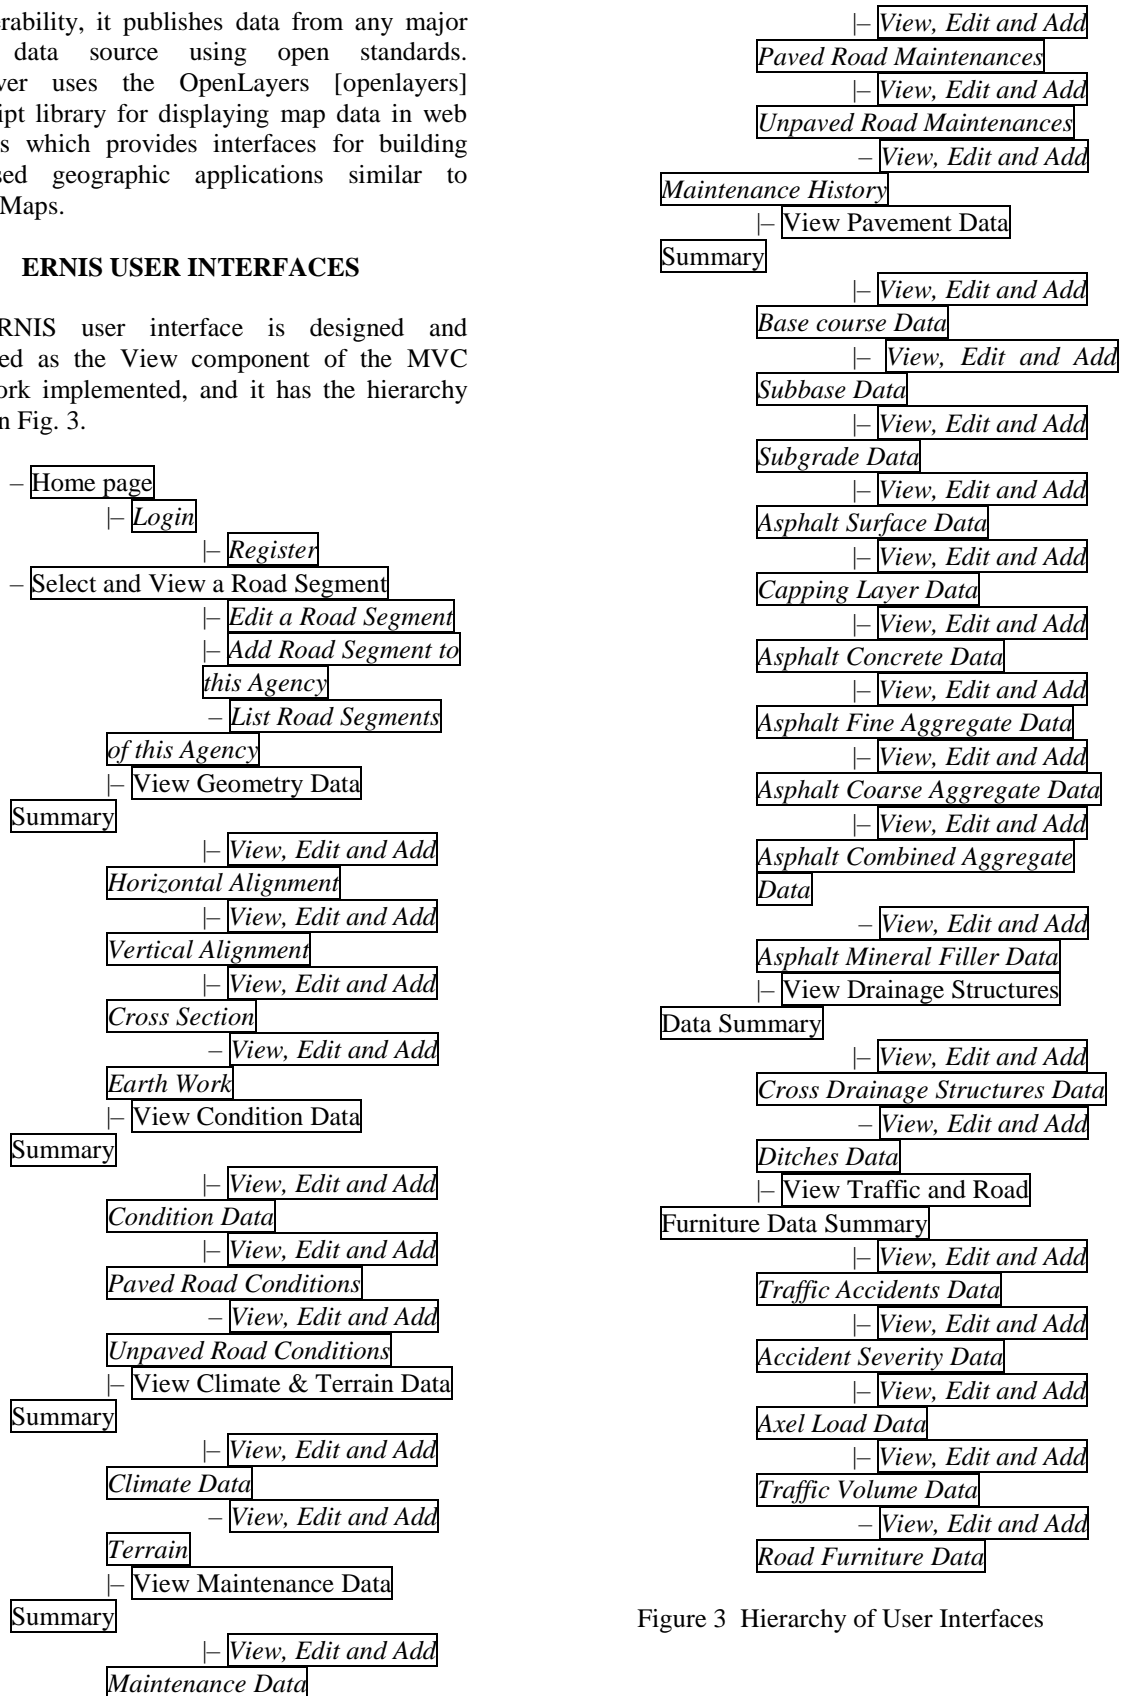 erability, it publishes data from any major
data source using open standards.
ver uses the OpenLayers [openlayers]
ipt library for displaying map data in web
s which provides interfaces for building
sed geographic applications similar to
Maps.
ERNIS USER INTERFACES
RNIS user interface is designed and
ed as the View component of the MVC
ork implemented, and it has the hierarchy
n Fig. 3.
– Home page
|– Login
|– Register
– Select and View a Road Segment
|– Edit a Road Segment
|– Add Road Segment to
this Agency
– List Road Segments
of this Agency
|– View Geometry Data
Summary
|– View, Edit and Add
Horizontal Alignment
|– View, Edit and Add
Vertical Alignment
|– View, Edit and Add
Cross Section
– View, Edit and Add
Earth Work
|– View Condition Data
Summary
|– View, Edit and Add
Condition Data
|– View, Edit and Add
Paved Road Conditions
– View, Edit and Add
Unpaved Road Conditions
|– View Climate & Terrain Data
Summary
|– View, Edit and Add
Climate Data
– View, Edit and Add
Terrain
|– View Maintenance Data
Summary
|– View, Edit and Add
Maintenance Data
|– View, Edit and Add
Paved Road Maintenances
|– View, Edit and Add
Unpaved Road Maintenances
– View, Edit and Add
Maintenance History
|– View Pavement Data
Summary
|– View, Edit and Add
Base course Data
|– View, Edit and Add
Subbase Data
|– View, Edit and Add
Subgrade Data
|– View, Edit and Add
Asphalt Surface Data
|– View, Edit and Add
Capping Layer Data
|– View, Edit and Add
Asphalt Concrete Data
|– View, Edit and Add
Asphalt Fine Aggregate Data
|– View, Edit and Add
Asphalt Coarse Aggregate Data
|– View, Edit and Add
Asphalt Combined Aggregate
Data
– View, Edit and Add
Asphalt Mineral Filler Data
|– View Drainage Structures
Data Summary
|– View, Edit and Add
Cross Drainage Structures Data
– View, Edit and Add
Ditches Data
|– View Traffic and Road
Furniture Data Summary
|– View, Edit and Add
Traffic Accidents Data
|– View, Edit and Add
Accident Severity Data
|– View, Edit and Add
Axel Load Data
|– View, Edit and Add
Traffic Volume Data
– View, Edit and Add
Road Furniture Data
Figure 3 Hierarchy of User Interfaces